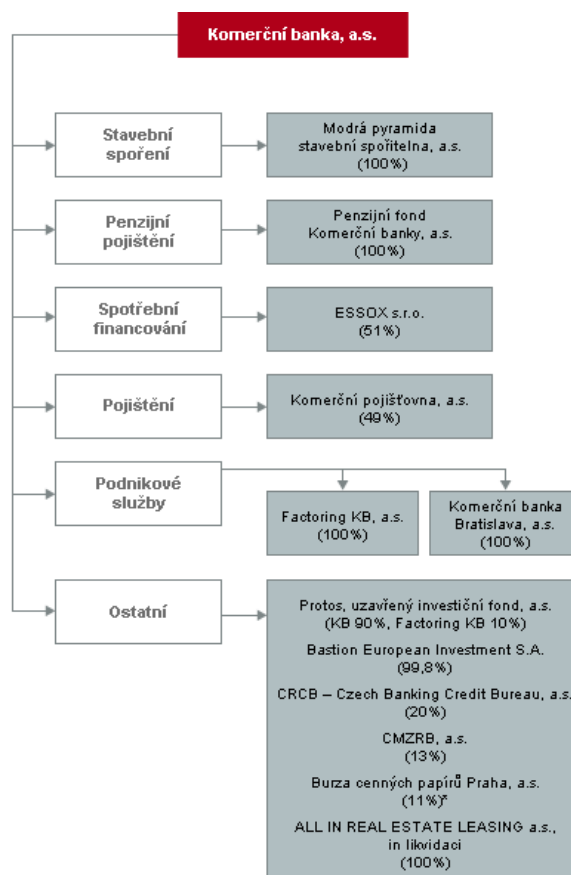 Komerční banka, a.s.
Stavební
spoření
Modrá pyramida
stavební spořitelna, a.s.
(100%)
Penzijní
pojištění
Penzijní fond
Komerční banky, a.s.
(100%)
Spotřební
financování
ESSOX s.r.o.
(51%)
Pojištění
Komerční pojišťovna, a.s.
(49%)
Podnikové
služby
Factoring KB, a.s.
(100%)
Komerční banka
Bratislava, a.s.
(100%)
Ostatní
Protos, uzavřený investiční fond, a.s.
(KB 90%, Factoring KB 10%)
Bastion European Investment S.A.
(99,8%)
CRCB – Czech Banking Credit Bureau, a.s.
(20%)
CMZRB, a.s.
(13%)
Burza cenných papírů Praha, a.s.
(11%)*
ALL IN REAL ESTATE LEASING a.s.,
in likvidaci
(100%)